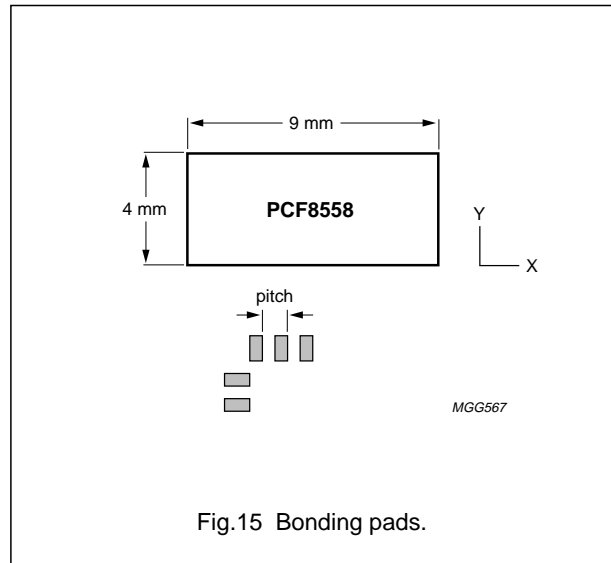 9 mm
4 mm
PCF8558
Y
X
pitch
MGG567
Fig.15 Bonding pads.